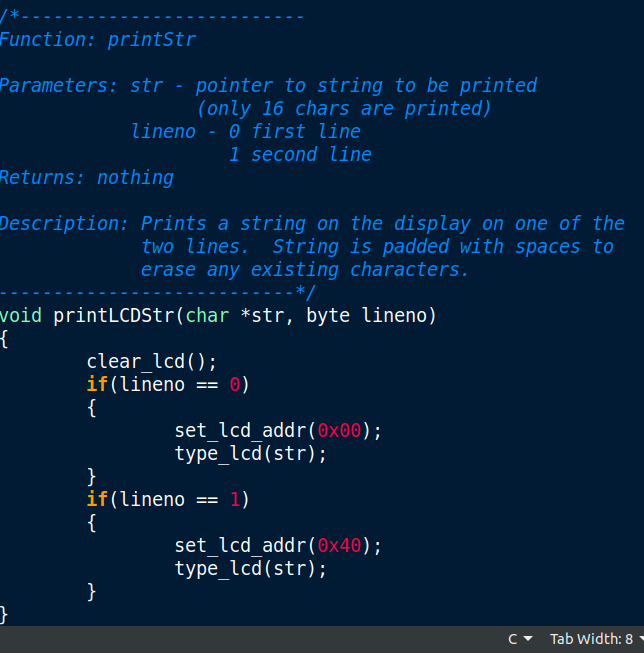 /*--------------------------
Function: printStr

Parameters: str - pointer to string to be printed
                  (only 16 chars are printed)
            lineno - 0 first line
                     1 second line
Returns: nothing

Description: Prints a string on the display on one of the
             two lines.  String is padded with spaces to
             erase any existing characters.
---------------------------*/
void printLCDStr(char *str, byte lineno)
{
        clear_lcd();
        if(lineno == 0)
        {
                set_lcd_addr(0x00);
                type_lcd(str);
        }
        if(lineno == 1)
        {
                set_lcd_addr(0x40);
                type_lcd(str);
        }
}
C Tab Width: 8